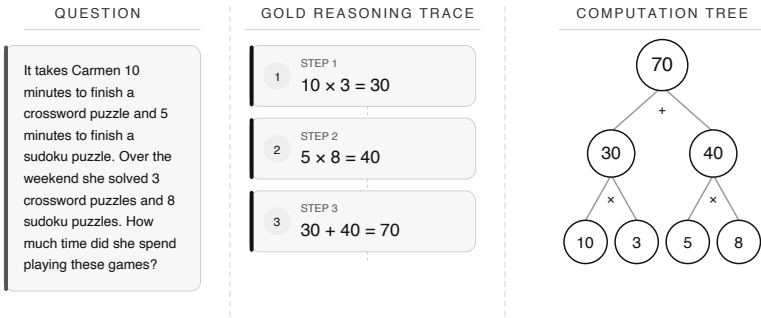 QUESTION
It takes Carmen 10
minutes to finish a
crossword puzzle and 5
minutes to finish a
sudoku puzzle. Over the
weekend she solved 3
crossword puzzles and 8
sudoku puzzles. How
much time did she spend
playing these games?
GOLD REASONING TRACE
1
STEP 1
10 × 3 = 30
2
STEP 2
5 × 8 = 40
3
STEP 3
30 + 40 = 70
COMPUTATION TREE
70
+
30 40
× ×
10 3 5 8